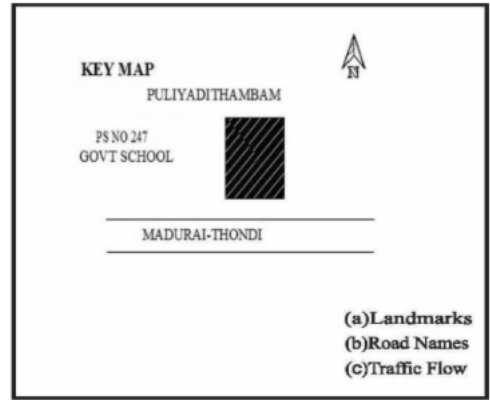 N
KEY MAP
PULIYADITHAMBAM
PS NO 247
GOVT SCHOOL
MADURAI-THONDI
(a)Landmarks
(b)Road Names
(c)Traffic Flow